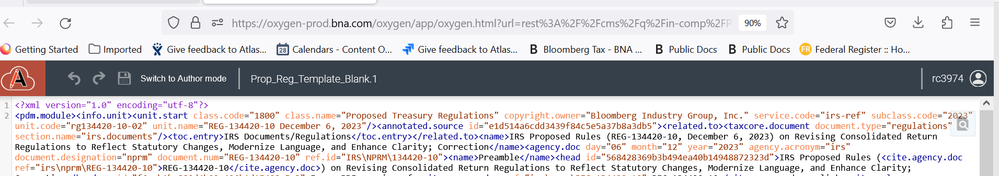 https://oxygen-prod.bna.com/oxygen/app/oxygen.html?url=rest%3A%2F%2Fcms%2Fq%2Fin-comp%2FP 90%
Getting Started Imported Give feedback to Atlas... 28 Calendars - Content O... Give feedback to Atlas... B Bloomberg Tax - BNA ... B Public Docs B Public Docs FR Federal Register :: Ho...
A Switch to Author mode Prop_Reg_Template_Blank.1 rc3974
1 <?xml version="1.0" encoding="utf-8"?>
2 <pdm.module><info.unit><unit.start class.code="1800" class.name="Proposed Treasury Regulations" copyright.owner="Bloomberg Industry Group, Inc." service.code="irs-ref" subclass.code="2023"
unit.code="rg134420-10-02" unit.name="REG-134420-10 December 6, 2023"/><annotated.source id="e1d514a6cdd3439f84c5e5a37b8a3db5"><related.to><taxcore.document document.type="regulations"
section.name="irs.documents"/><toc.entry>IRS Documents/Regulations</toc.entry></related.to><name>IRS Proposed Rules (REG-134420-10, December 6, 2023) on Revising Consolidated Return
Regulations to Reflect Statutory Changes, Modernize Language, and Enhance Clarity; Correction</name><agency.doc day="06" month="12" year="2023" agency.acronym="irs"
document.designation="nprm" document.num="REG-134420-10" ref.id="IRS\NPRM\134420-10"><name>Preamble</name><head id="568428369b3b494ea40b14948872323d">IRS Proposed Rules (<cite.agency.doc
ref="irs\nprm\REG-134420-10">REG-134420-10</cite.agency.doc>) on Revising Consolidated Return Regulations to Reflect Statutory Changes, Modernize Language, and Enhance Clarity;